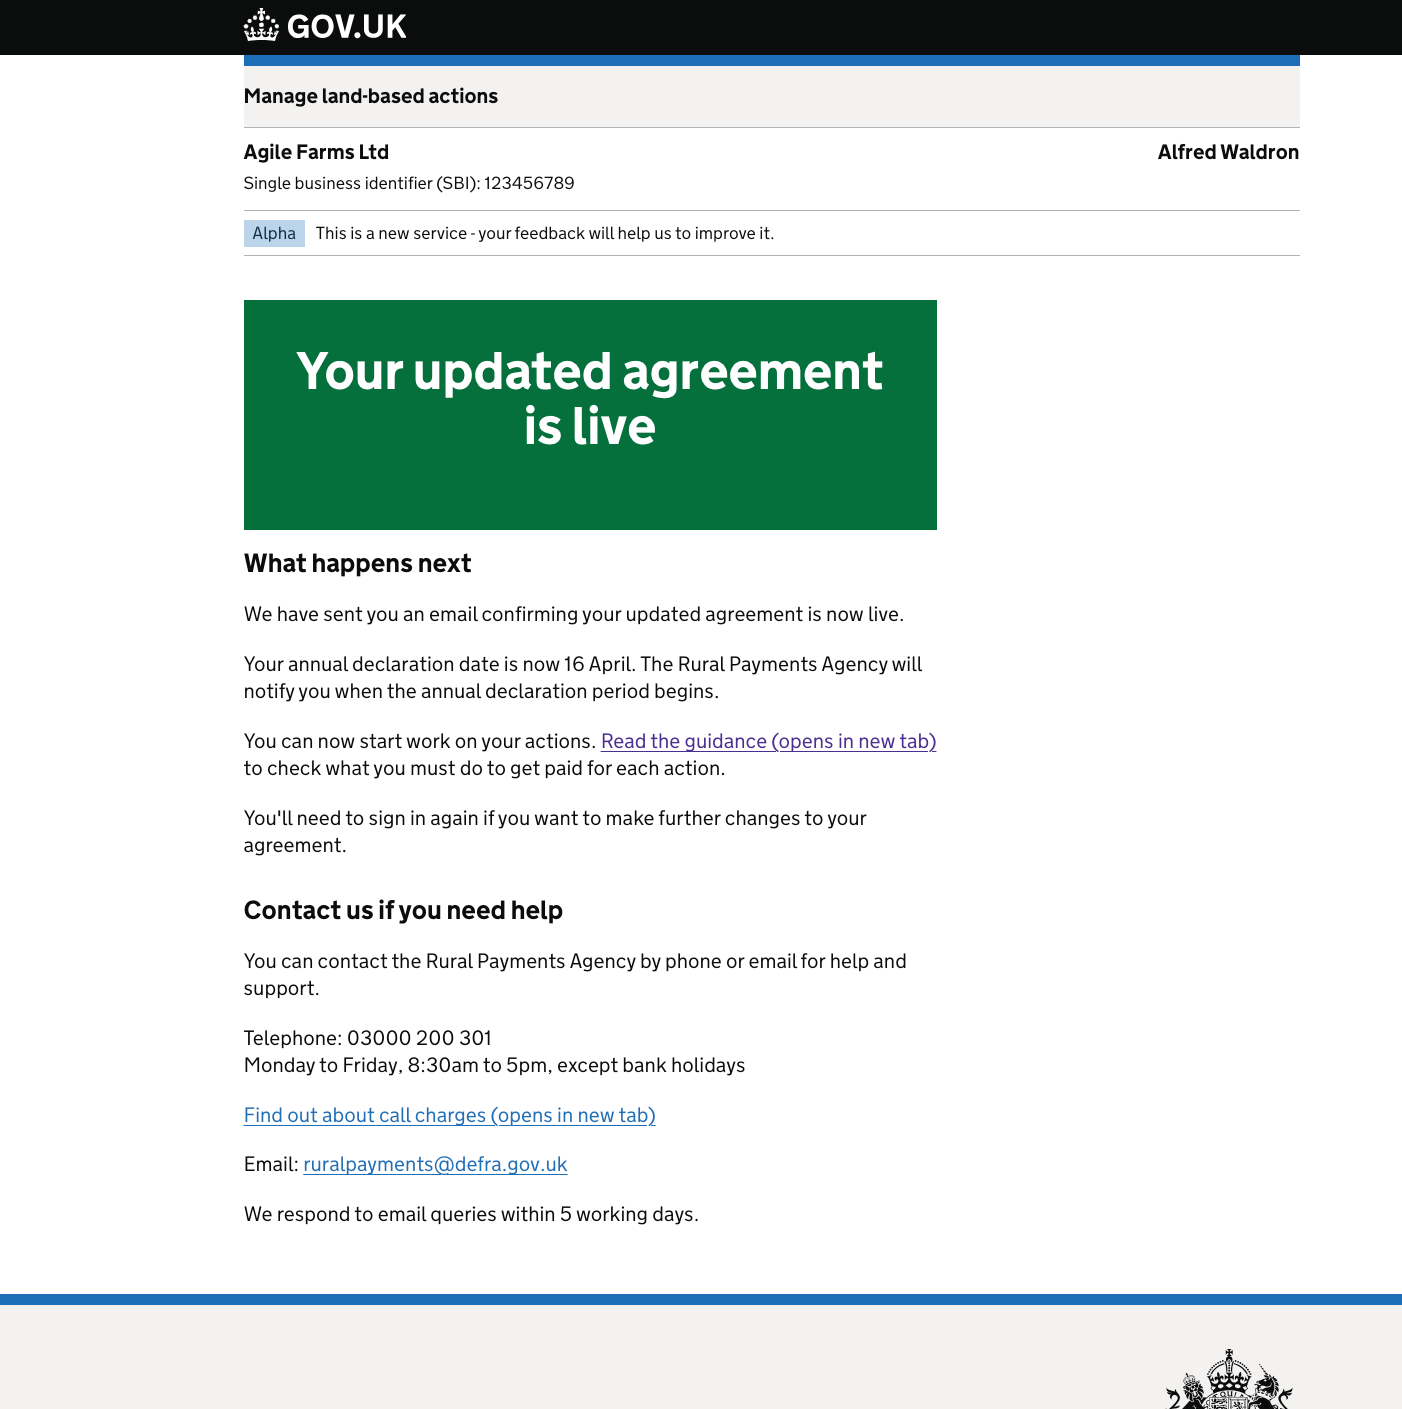 GOV.UK
Manage land-based actions
Agile Farms Ltd
Alfred Waldron
Single business identifier (SBI): 123456789
Alpha This is a new service - your feedback will help us to improve it.
Your updated agreement
is live
What happens next
We have sent you an email confirming your updated agreement is now live.
Your annual declaration date is now 16 April. The Rural Payments Agency will
notify you when the annual declaration period begins.
You can now start work on your actions. Read the guidance (opens in new tab)
to check what you must do to get paid for each action.
You'll need to sign in again if you want to make further changes to your
agreement.
Contact us if you need help
You can contact the Rural Payments Agency by phone or email for help and
support.
Telephone: 03000 200 301
Monday to Friday, 8:30am to 5pm, except bank holidays
Find out about call charges (opens in new tab)
Email: ruralpayments@defra.gov.uk
We respond to email queries within 5 working days.